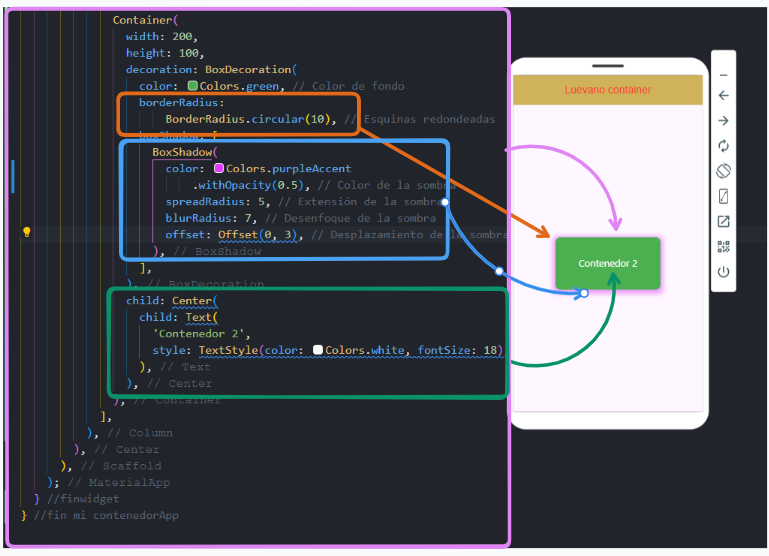 Container(
width: 200,
height: 100,
decoration: BoxDecoration(
color: Colors.green, // Color de fondo
borderRadius:
BorderRadius.circular(10), // Esquinas redondeadas
boxShadow: [
BoxShadow(
color: Colors.purpleAccent
.withOpacity(0.5), // Color de la sombra
spreadRadius: 5, // Extensión de la sombra
blurRadius: 7, // Desenfoque de la sombra
offset: Offset(0, 3), // Desplazamiento de la sombra
), // BoxShadow
],
), // BoxDecoration
child: Center(
child: Text(
'Contenedor 2',
style: TextStyle(color: Colors.white, fontSize: 18)
), // Text
), // Center
), // Container
],
), // Column
), // Center
), // Scaffold
); // MaterialApp
} //finwidget
} //fin mi contenedorApp
Luevano container
Contenedor 2